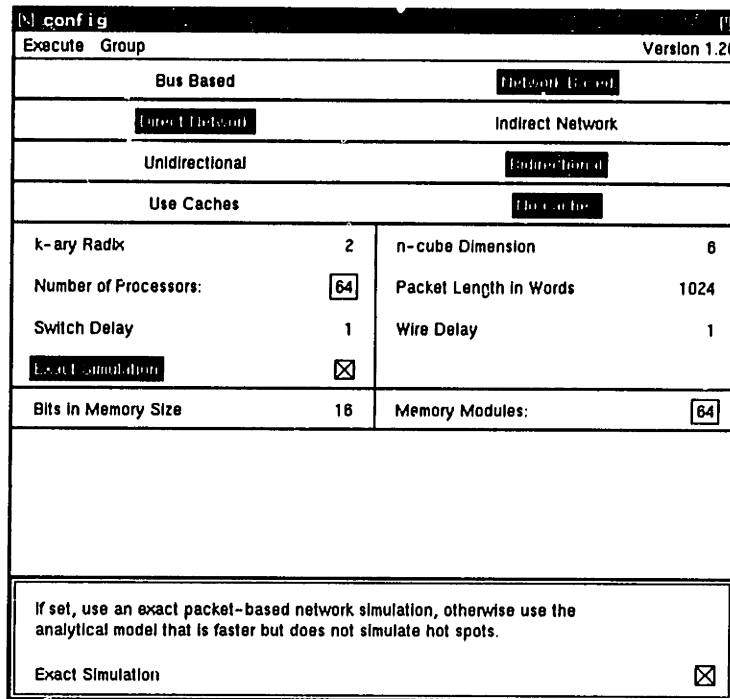 config
Execute Group Version 1.20
Bus Based Network Based
Direct Network Indirect Network
Unidirectional Bidirectional
Use Caches No cache
k-ary Radix 2 n-cube Dimension 6
Number of Processors: 64 Packet Length in Words 1024
Switch Delay 1 Wire Delay 1
Exact Simulation
Bits in Memory Size 16 Memory Modules: 64
If set, use an exact packet-based network simulation, otherwise use the
analytical model that is faster but does not simulate hot spots.
Exact Simulation